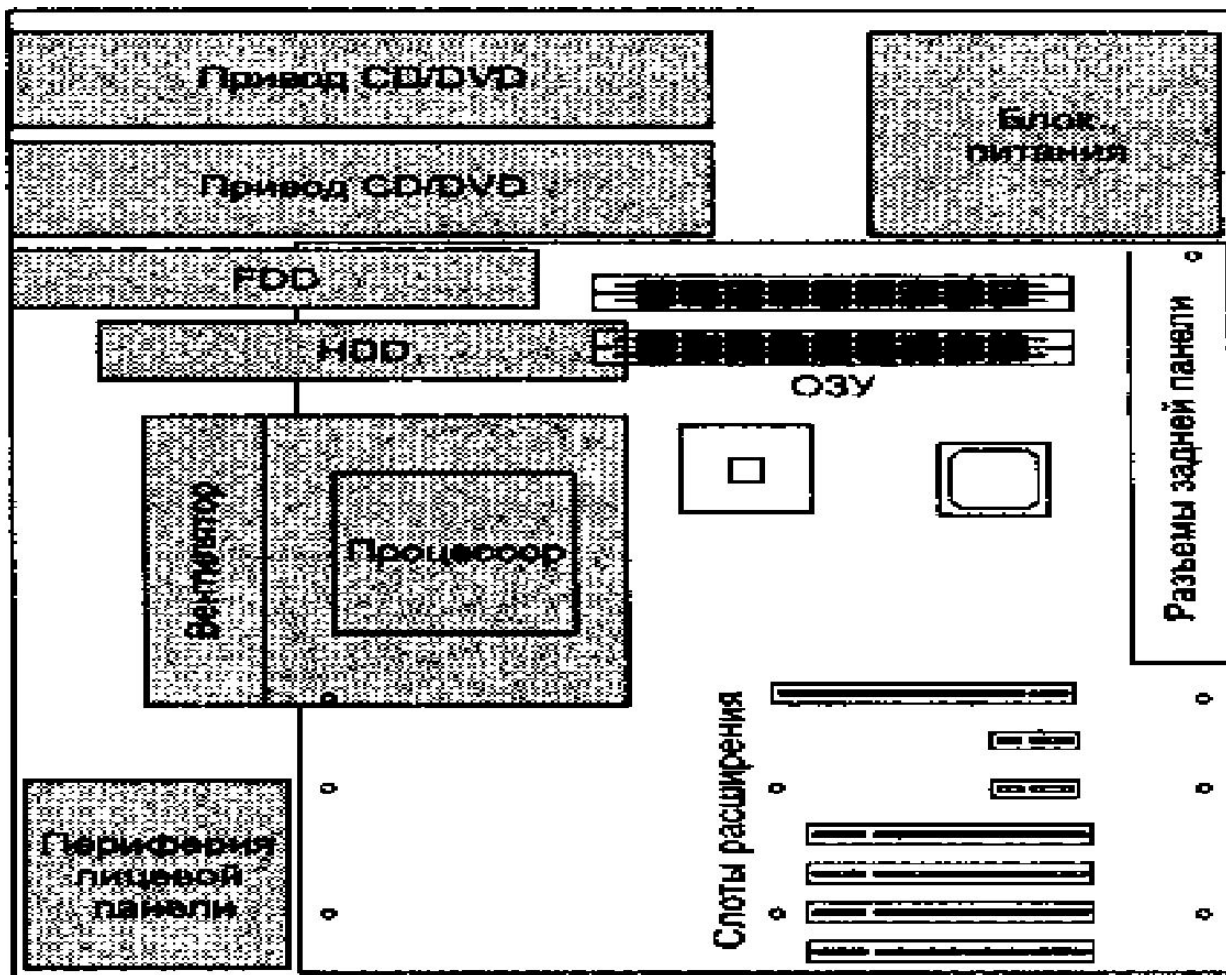 Привод CD/DVD
Блок
питания
Привод CD/DVD
FDD
HDD
ОЗУ
Разъемы задней панели
Вентилятор
Процессор
Слоты расширения
Периферия
лицевой
панели